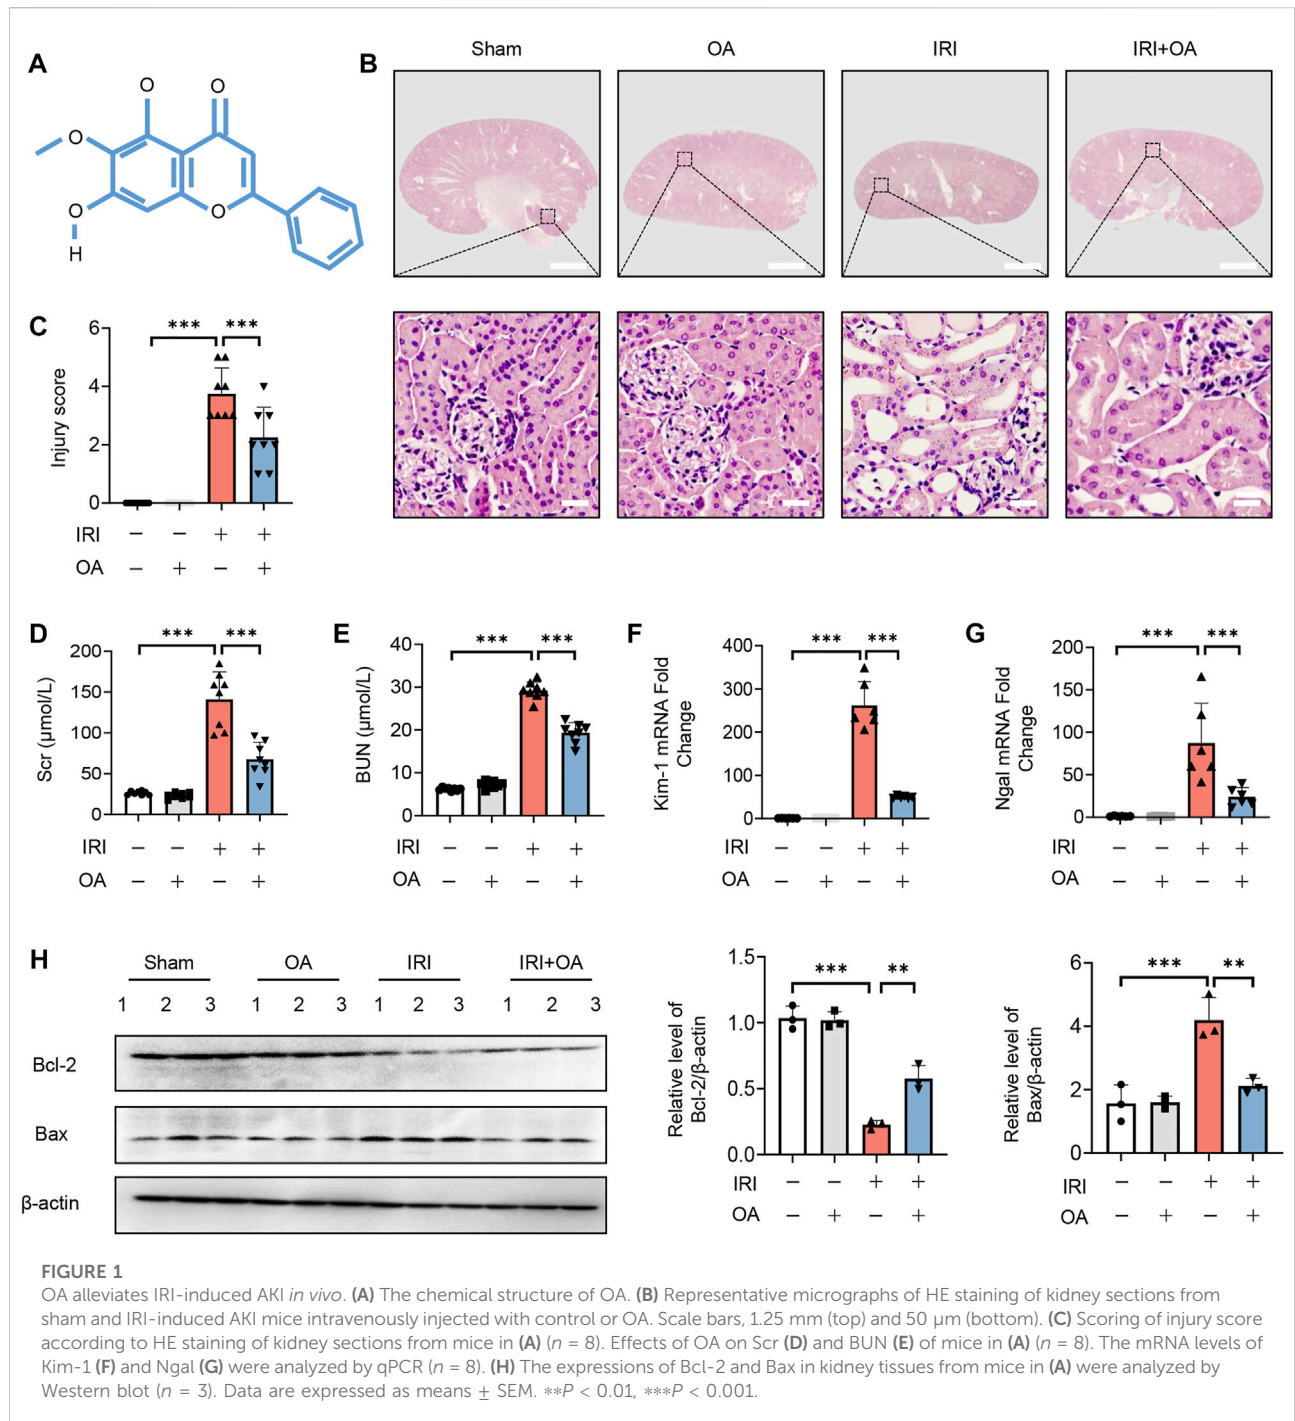 A
O
O
O
O
O
H
B
Sham
OA
IRI
IRI+OA
C
Injury score
6
4
2
0
*** ***
IRI − − + +
OA − + − +
D
Scr (μmol/L)
200
150
100
50
0
*** ***
IRI − − + +
OA − + − +
E
BUN (μmol/L)
40
30
20
10
0
*** ***
IRI − − + +
OA − + − +
F
Kim-1 mRNA Fold
Change
400
300
200
100
0
*** ***
IRI − − + +
OA − + − +
G
Ngal mRNA Fold
Change
200
150
100
50
0
*** ***
IRI − − + +
OA − + − +
H
Sham OA IRI IRI+OA
1 2 3 1 2 3 1 2 3 1 2 3
Bcl-2
Bax
β-actin
Relative level of
Bcl-2/β-actin
1.5
1.0
0.5
0.0
*** **
IRI − − + +
OA − + − +
Relative level of
Bax/β-actin
6
4
2
0
*** **
IRI − − + +
OA − + − +
FIGURE 1
OA alleviates IRI-induced AKI in vivo. (A) The chemical structure of OA. (B) Representative micrographs of HE staining of kidney sections from
sham and IRI-induced AKI mice intravenously injected with control or OA. Scale bars, 1.25 mm (top) and 50 μm (bottom). (C) Scoring of injury score
according to HE staining of kidney sections from mice in (A) (n = 8). Effects of OA on Scr (D) and BUN (E) of mice in (A) (n = 8). The mRNA levels of
Kim-1 (F) and Ngal (G) were analyzed by qPCR (n = 8). (H) The expressions of Bcl-2 and Bax in kidney tissues from mice in (A) were analyzed by
Western blot (n = 3). Data are expressed as means ± SEM. **P < 0.01, ***P < 0.001.